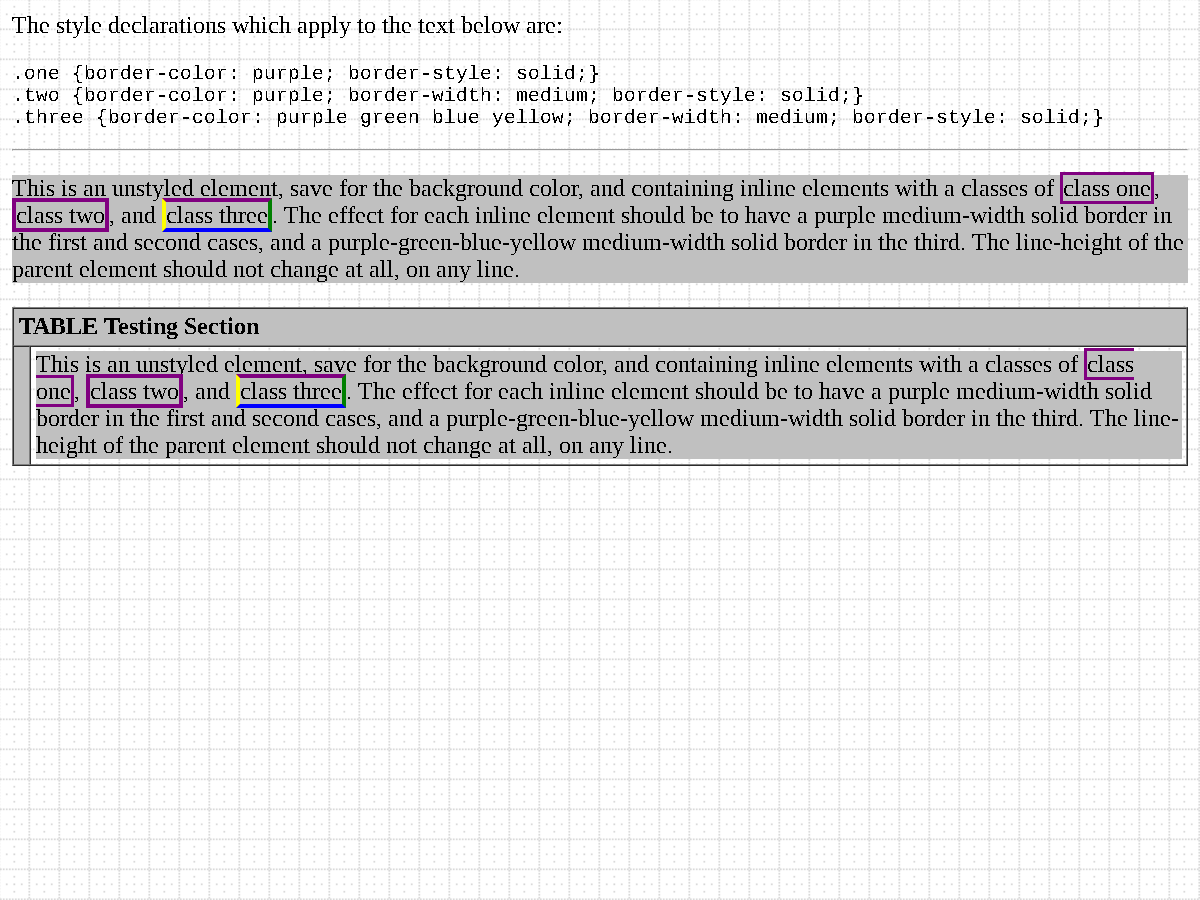 The style declarations which apply to the text below are:
.one {border-color: purple; border-style: solid;}
.two {border-color: purple; border-width: medium; border-style: solid;}
.three {border-color: purple green blue yellow; border-width: medium; border-style: solid;}
This is an unstyled element, save for the background color, and containing inline elements with a classes of class one,
class two, and class three. The effect for each inline element should be to have a purple medium-width solid border in
the first and second cases, and a purple-green-blue-yellow medium-width solid border in the third. The line-height of the
parent element should not change at all, on any line.
TABLE Testing Section
This is an unstyled element, save for the background color, and containing inline elements with a classes of class
one, class two, and class three. The effect for each inline element should be to have a purple medium-width solid
border in the first and second cases, and a purple-green-blue-yellow medium-width solid border in the third. The line-
height of the parent element should not change at all, on any line.